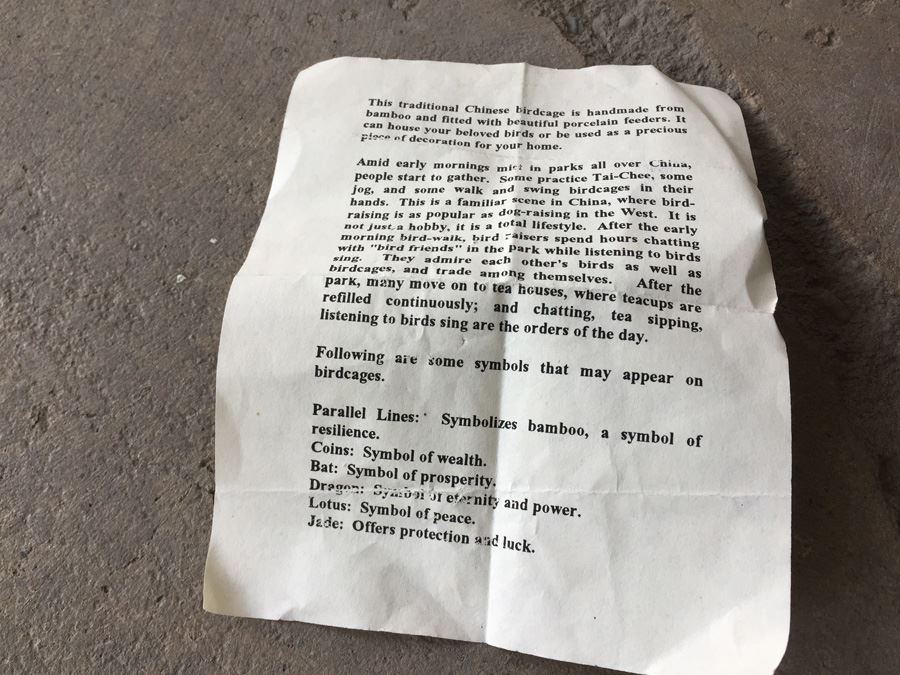 This traditional Chinese birdcage is handmade from
bamboo and fitted with beautiful porcelain feeders. It
can house your beloved birds or be used as a precious
piece of decoration for your home.
Amid early mornings mist in parks all over China,
people start to gather. Some practice Tai-Chee, some
jog, and some walk and swing birdcages in their
hands. This is a familiar scene in China, where bird-
raising is as popular as dog-raising in the West. It is
not just a hobby, it is a total lifestyle. After the early
morning bird-walk, bird raisers spend hours chatting
with "bird friends" in the park while listening to birds
sing. They admire each other's birds as well as
birdcages, and trade among themselves. After the
park, many move on to tea houses, where teacups are
refilled continuously; and chatting, tea sipping,
listening to birds sing are the orders of the day.
Following are some symbols that may appear on
birdcages.
Parallel Lines: Symbolizes bamboo, a symbol of
resilience.
Coins: Symbol of wealth.
Bat: Symbol of prosperity.
Dragon: Symbol of eternity and power.
Lotus: Symbol of peace.
Jade: Offers protection and luck.